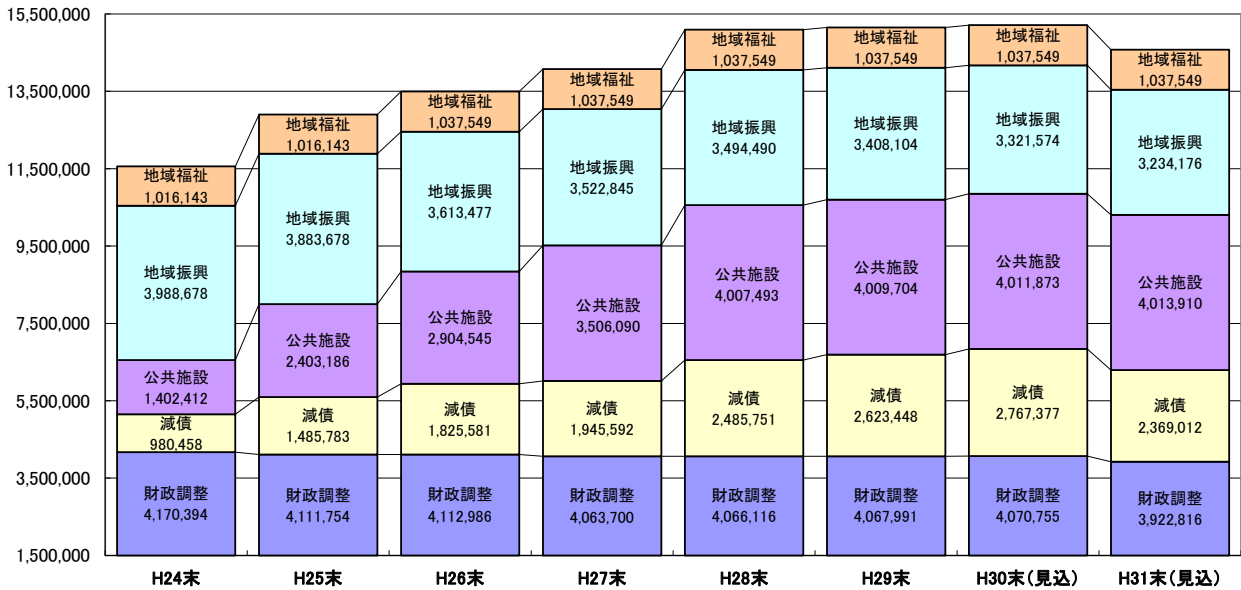 15,500,000
13,500,000
11,500,000
9,500,000
7,500,000
5,500,000
3,500,000
1,500,000
地域福祉
1,016,143
地域振興
3,988,678
公共施設
1,402,412
減債
980,458
財政調整
4,170,394
H24末
地域福祉
1,016,143
地域振興
3,883,678
公共施設
2,403,186
減債
1,485,783
財政調整
4,111,754
H25末
地域福祉
1,037,549
地域振興
3,613,477
公共施設
2,904,545
減債
1,825,581
財政調整
4,112,986
H26末
地域福祉
1,037,549
地域振興
3,522,845
公共施設
3,506,090
減債
1,945,592
財政調整
4,063,700
H27末
地域福祉
1,037,549
地域振興
3,494,490
公共施設
4,007,493
減債
2,485,751
財政調整
4,066,116
H28末
地域福祉
1,037,549
地域振興
3,408,104
公共施設
4,009,704
減債
2,623,448
財政調整
4,067,991
H29末
地域福祉
1,037,549
地域振興
3,321,574
公共施設
4,011,873
減債
2,767,377
財政調整
4,070,755
H30末(見込)
地域福祉
1,037,549
地域振興
3,234,176
公共施設
4,013,910
減債
2,369,012
財政調整
3,922,816
H31末(見込)